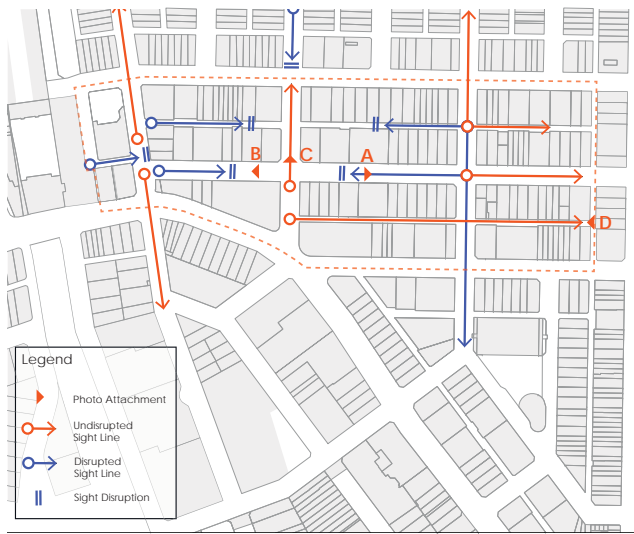 B
C
A
D
Legend
Photo Attachment
Undisrupted
Sight Line
Disrupted
Sight Line
Sight Disruption